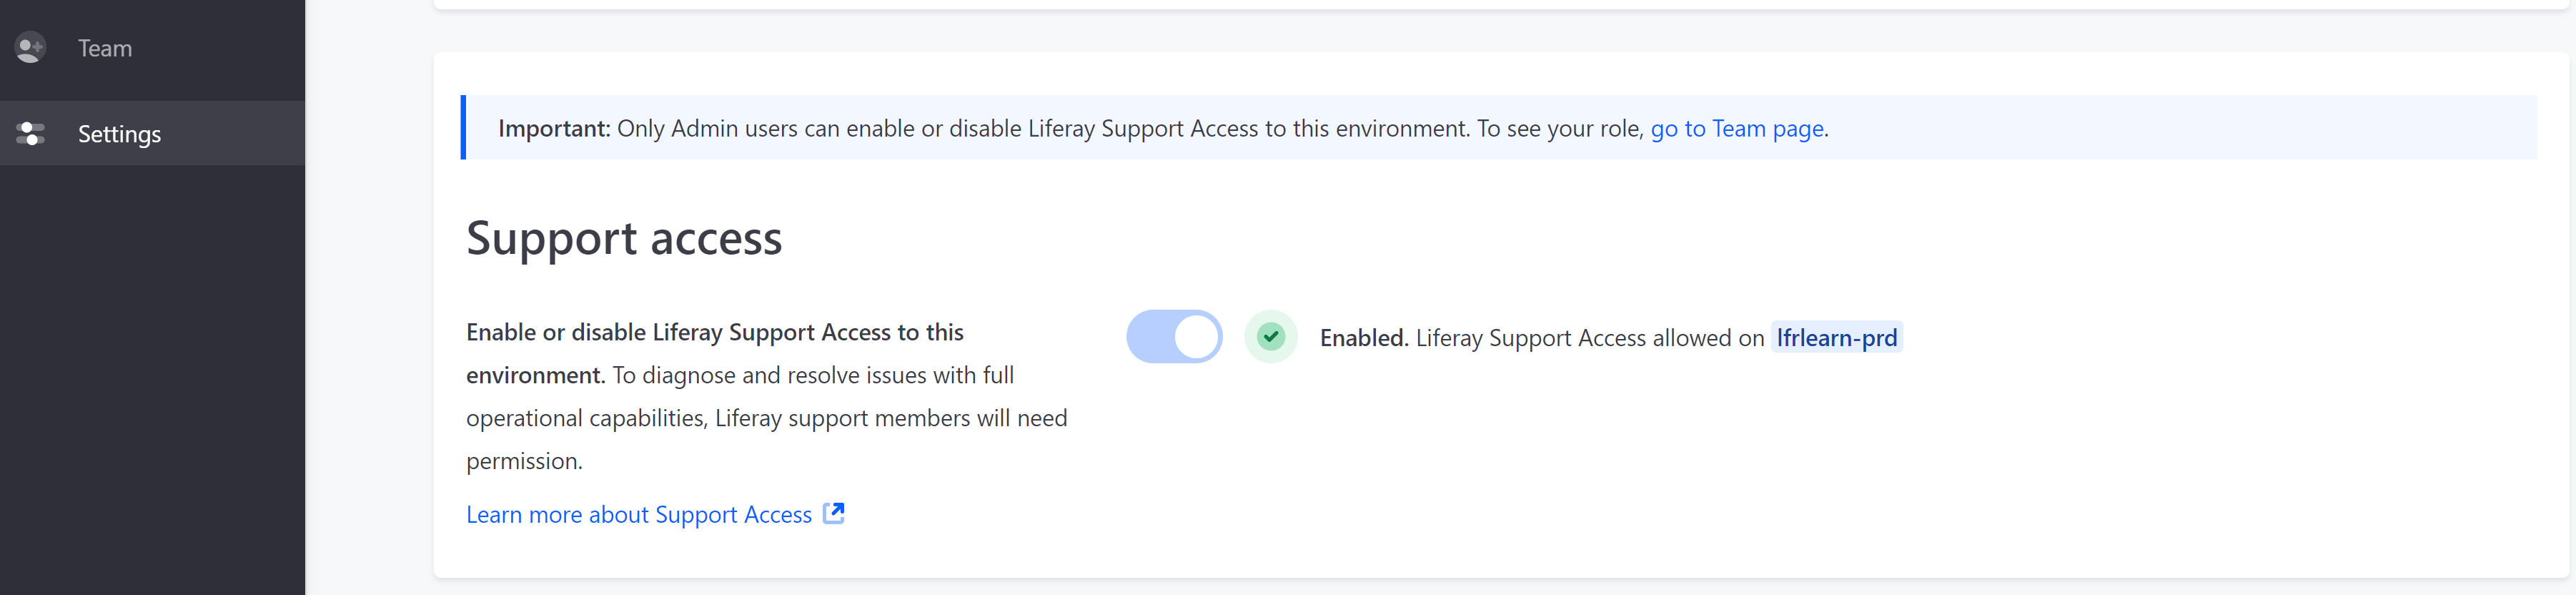 Team
Settings
Important: Only Admin users can enable or disable Liferay Support Access to this environment. To see your role, go to Team page.
Support access
Enable or disable Liferay Support Access to this
environment. To diagnose and resolve issues with full
operational capabilities, Liferay support members will need
permission.
Learn more about Support Access
Enabled. Liferay Support Access allowed on lfrlearn-prd